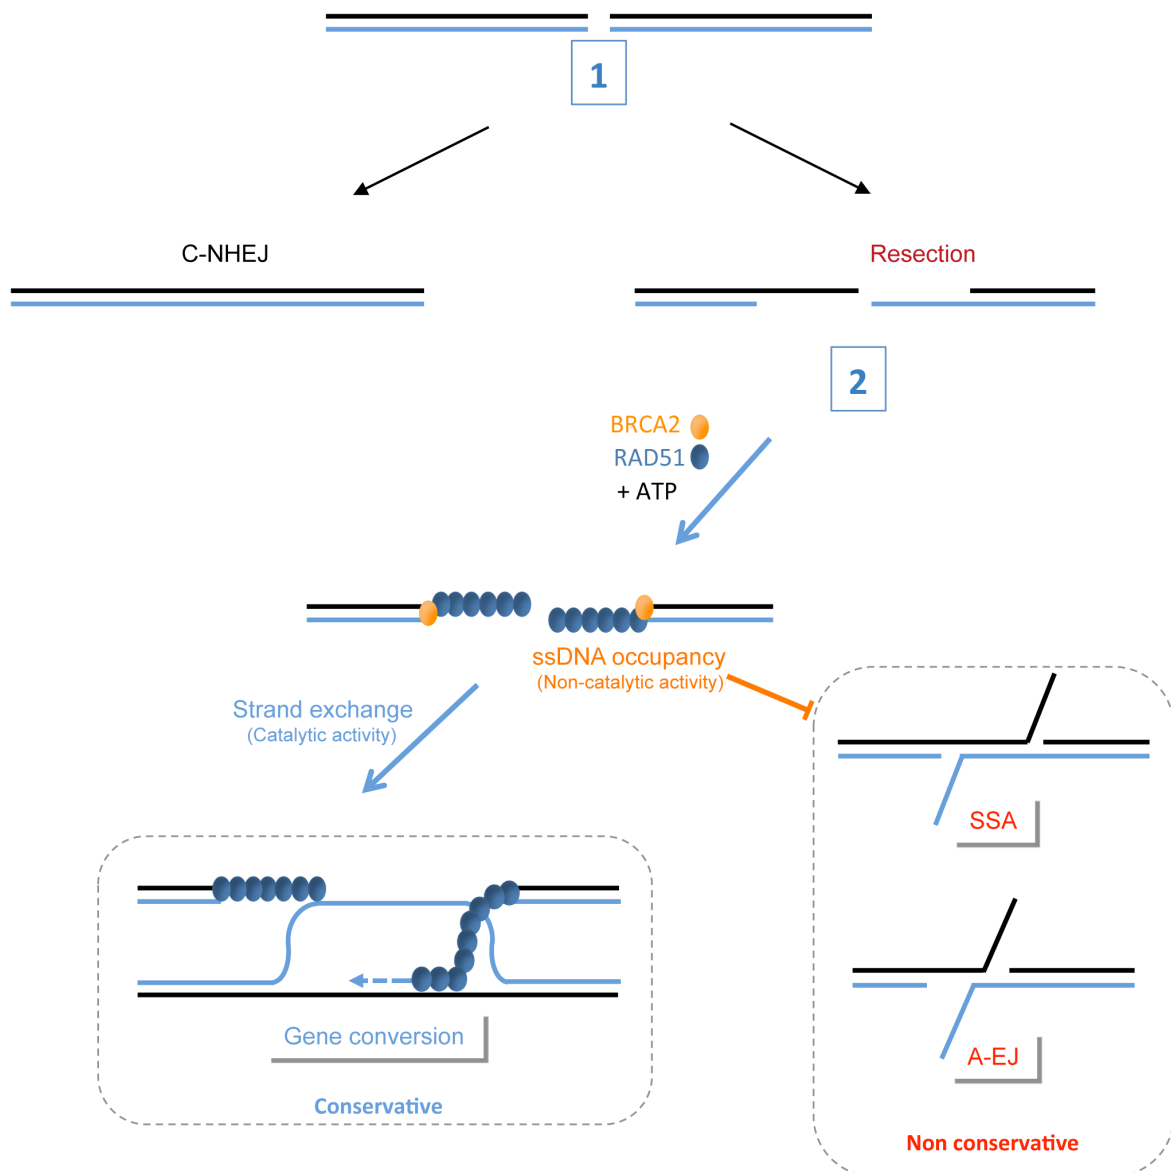 1
C-NHEJ
Resection
2
BRCA2
RAD51
+ ATP
ssDNA occupancy
(Non-catalytic activity)
Strand exchange
(Catalytic activity)
SSA
Gene conversion
A-EJ
Conservative
Non conservative